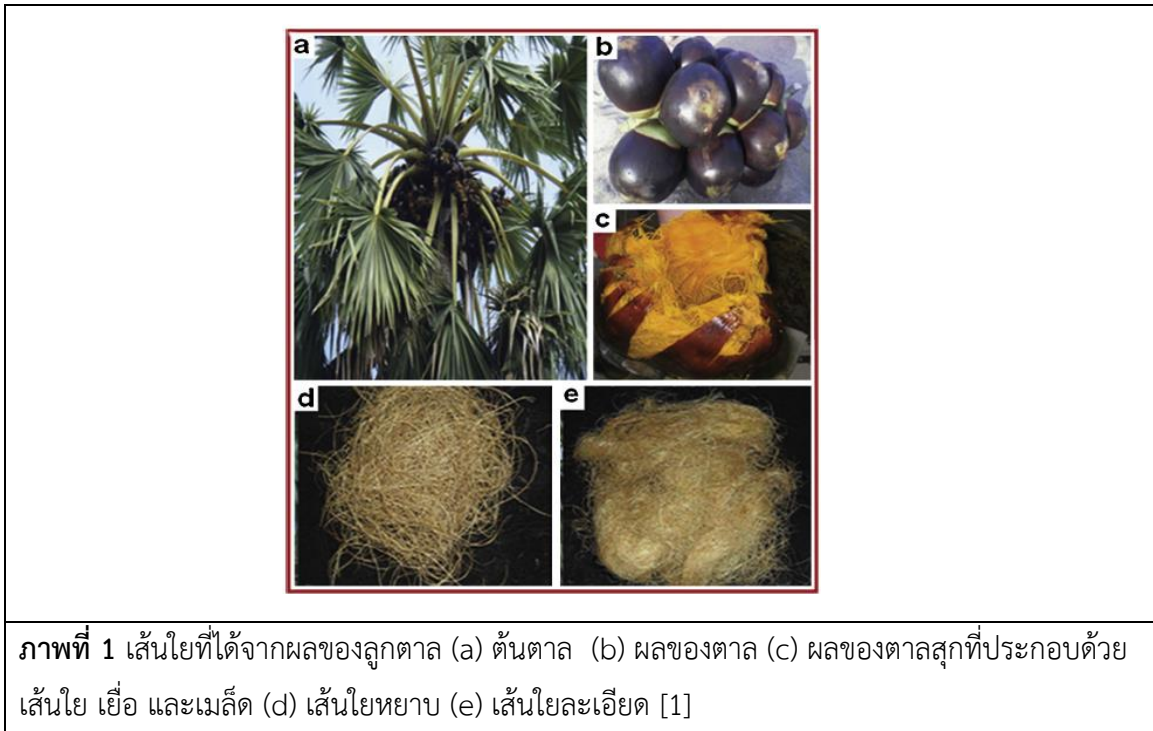 a
b
c
d
e
ภาพที่ 1 เส้นใยที่ได้จากผลของลูกตาล (a) ต้นตาล (b) ผลของตาล (c) ผลของตาลสุกที่ประกอบด้วย
เส้นใย เยื่อ และเมล็ด (d) เส้นใยหยาบ (e) เส้นใยละเอียด [1]